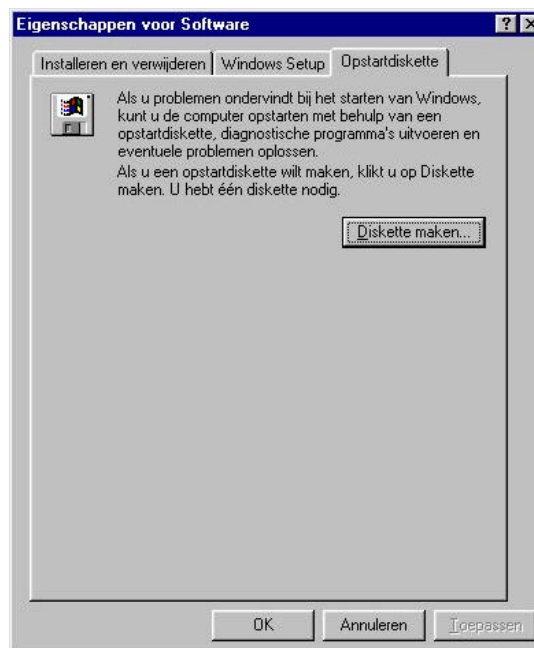 Eigenschappen voor Software
Installeren en verwijderen
Windows Setup
Opstartdiskette
Als u problemen ondervindt bij het starten van Windows,
kunt u de computer opstarten met behulp van een
opstartdiskette, diagnostische programma's uitvoeren en
eventuele problemen oplossen.
Als u een opstartdiskette wilt maken, klikt u op Diskette
maken. U hebt één diskette nodig.
Diskette maken...
OK
Annuleren
Toepassen